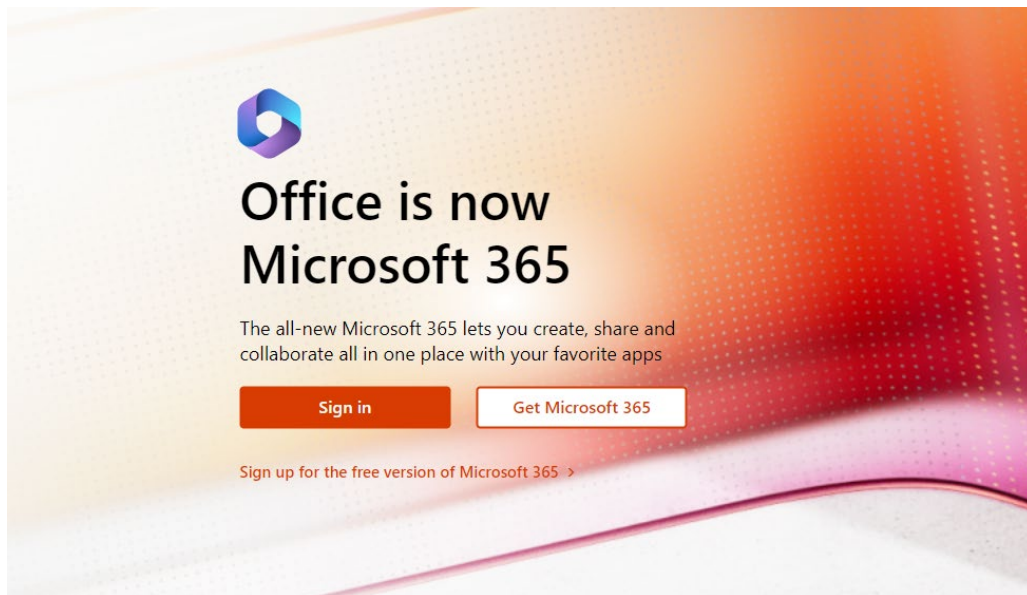 Office is now
Microsoft 365
The all-new Microsoft 365 lets you create, share and
collaborate all in one place with your favorite apps
Sign in
Get Microsoft 365
Sign up for the free version of Microsoft 365 >